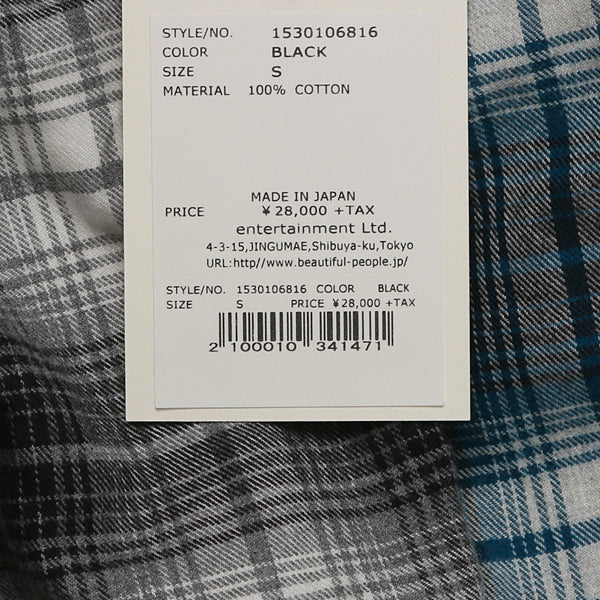 STYLE/NO. 1530106816
COLOR BLACK
SIZE S
MATERIAL 100% COTTON
MADE IN JAPAN
PRICE ¥28,000 +TAX
entertainment Ltd.
4-3-15,JINGUMAE,Shibuya-ku,Tokyo
URL:http//www.beautiful-people.jp/
STYLE/NO. 1530106816 COLOR BLACK
SIZE S PRICE ¥28,000 +TAX
2 100010 341471